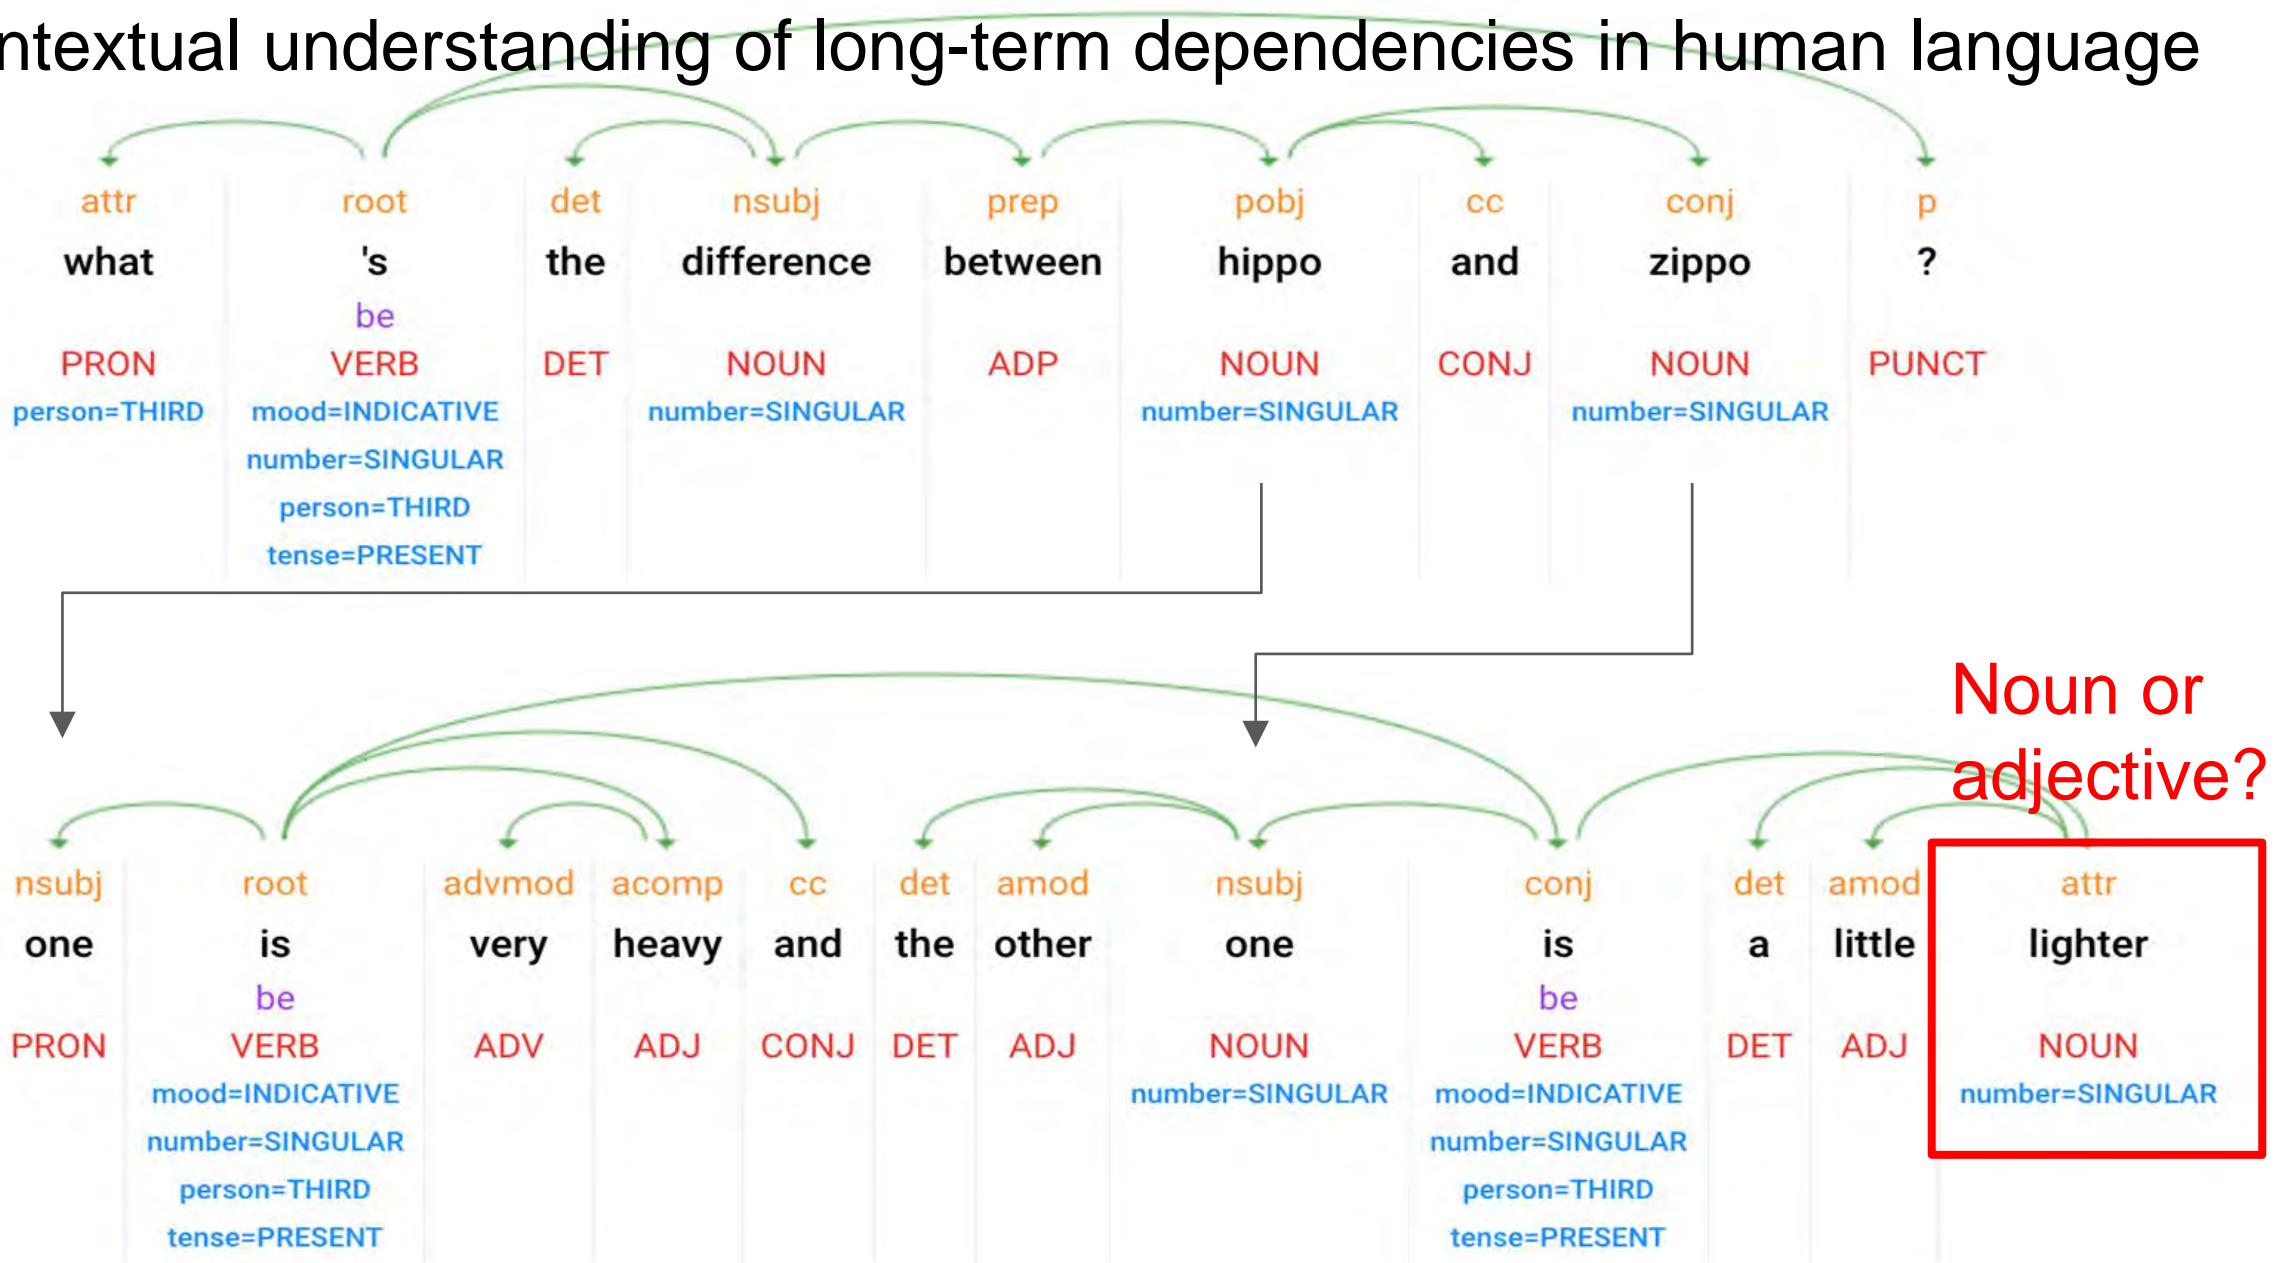 ntextual understanding of long-term dependencies in human language
attr root det nsubj prep pobj cc conj p
what 's the difference between hippo and zippo ?
be
PRON VERB DET NOUN ADP NOUN CONJ NOUN PUNCT
person=THIRD mood=INDICATIVE number=SINGULAR number=SINGULAR number=SINGULAR
number=SINGULAR
person=THIRD
tense=PRESENT
Noun or
adjective?
nsubj root advmod acomp cc det amod nsubj conj det amod attr
one is very heavy and the other one is a little lighter
be be
PRON VERB ADV ADJ CONJ DET ADJ NOUN VERB DET ADJ NOUN
mood=INDICATIVE number=SINGULAR mood=INDICATIVE number=SINGULAR
number=SINGULAR number=SINGULAR
person=THIRD person=THIRD
tense=PRESENT tense=PRESENT